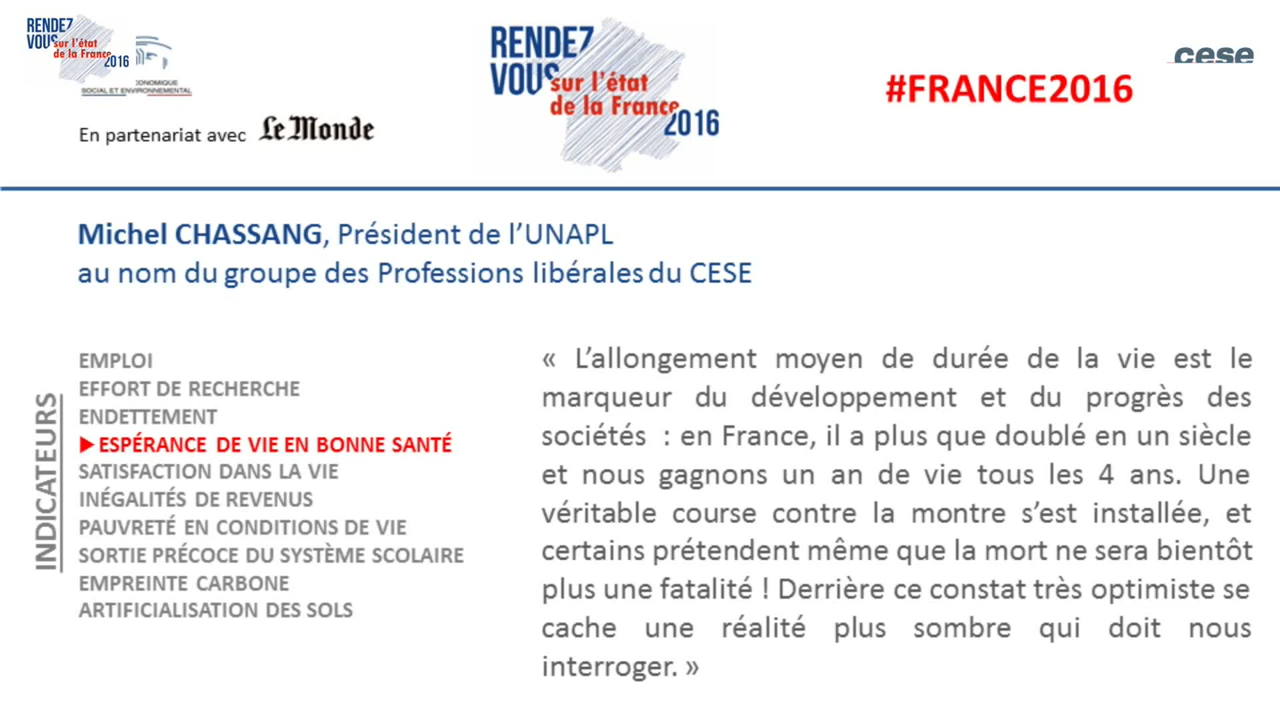 RENDEZ
VOUS sur l'état
de la France
2016
ONOMIQUE
SOCIAL ET ENVIRONNEMENTAL
En partenariat avec Le Monde
RENDEZ
VOUS sur l'état
de la France
2016
#FRANCE2016
cese
Michel CHASSANG, Président de l'UNAPL
au nom du groupe des Professions libérales du CESE
INDICATEURS
EMPLOI
EFFORT DE RECHERCHE
ENDETTEMENT
▶ESPÉRANCE DE VIE EN BONNE SANTÉ
SATISFACTION DANS LA VIE
INÉGALITÉS DE REVENUS
PAUVRETÉ EN CONDITIONS DE VIE
SORTIE PRÉCOCE DU SYSTÈME SCOLAIRE
EMPREINTE CARBONE
ARTIFICIALISATION DES SOLS
« L'allongement moyen de durée de la vie est le
marqueur du développement et du progrès des
sociétés : en France, il a plus que doublé en un siècle
et nous gagnons un an de vie tous les 4 ans. Une
véritable course contre la montre s'est installée, et
certains prétendent même que la mort ne sera bientôt
plus une fatalité ! Derrière ce constat très optimiste se
cache une réalité plus sombre qui doit nous
interroger. »